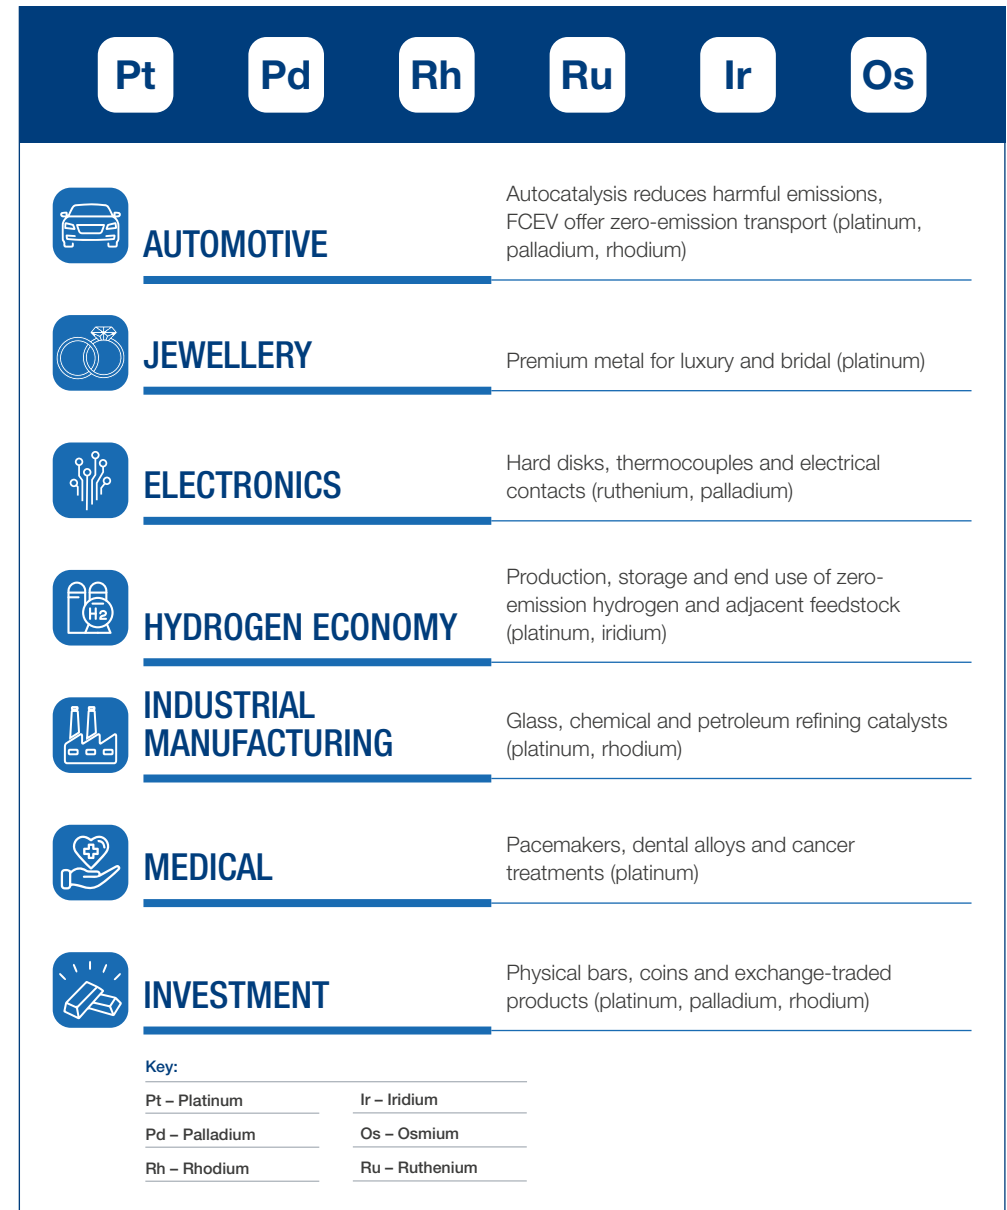 Pt Pd Rh Ru Ir Os
AUTOMOTIVE
Autocatalysis reduces harmful emissions,
FCEV offer zero-emission transport (platinum,
palladium, rhodium)
JEWELLERY
Premium metal for luxury and bridal (platinum)
ELECTRONICS
Hard disks, thermocouples and electrical
contacts (ruthenium, palladium)
H2
HYDROGEN ECONOMY
Production, storage and end use of zero-
emission hydrogen and adjacent feedstock
(platinum, iridium)
INDUSTRIAL
MANUFACTURING
Glass, chemical and petroleum refining catalysts
(platinum, rhodium)
MEDICAL
Pacemakers, dental alloys and cancer
treatments (platinum)
INVESTMENT
Physical bars, coins and exchange-traded
products (platinum, palladium, rhodium)
Key:
Pt – Platinum
Pd – Palladium
Rh – Rhodium
Ir – Iridium
Os – Osmium
Ru – Ruthenium